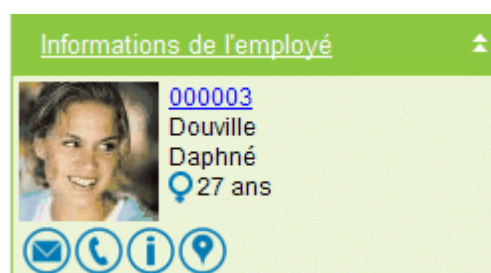 Informations de l'employé
000003
Douville
Daphné
27 ans